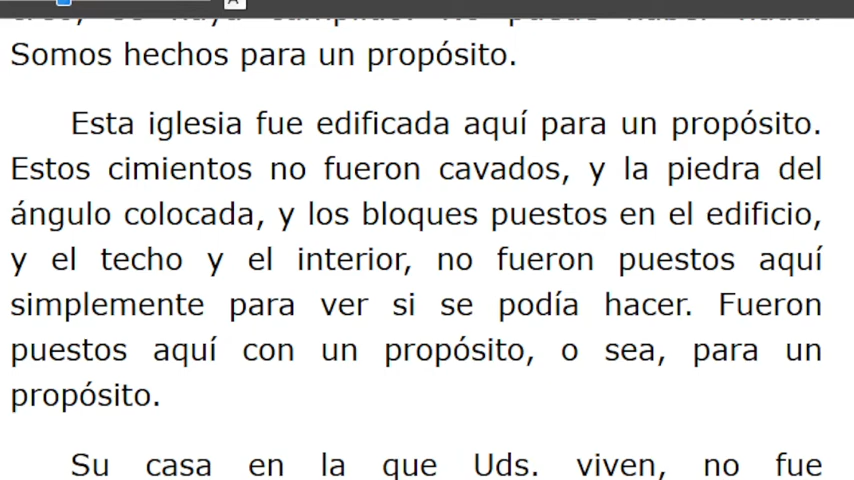 Somos hechos para un propósito.
Esta iglesia fue edificada aquí para un propósito.
Estos cimientos no fueron cavados, y la piedra del
ángulo colocada, y los bloques puestos en el edificio,
y el techo y el interior, no fueron puestos aquí
simplemente para ver si se podía hacer. Fueron
puestos aquí con un propósito, o sea, para un
propósito.
Su casa en la que Uds. viven, no fue